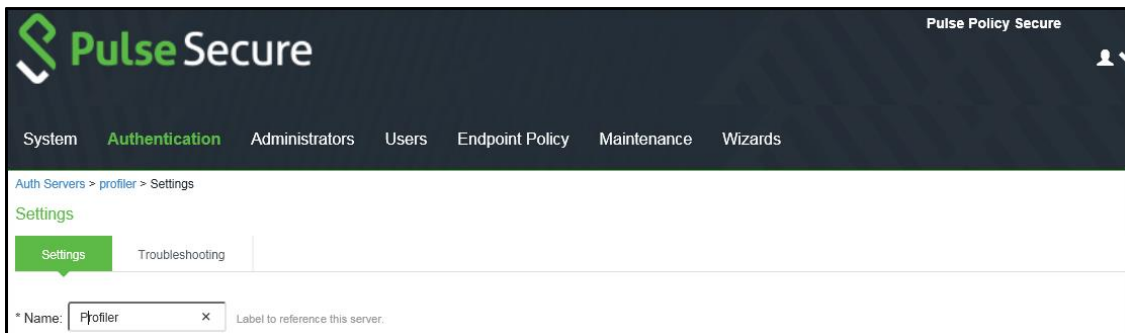 Pulse Policy Secure
Pulse Secure
System Authentication Administrators Users Endpoint Policy Maintenance Wizards
Auth Servers > profiler > Settings
Settings
Settings Troubleshooting
* Name: Profiler × Label to reference this server.